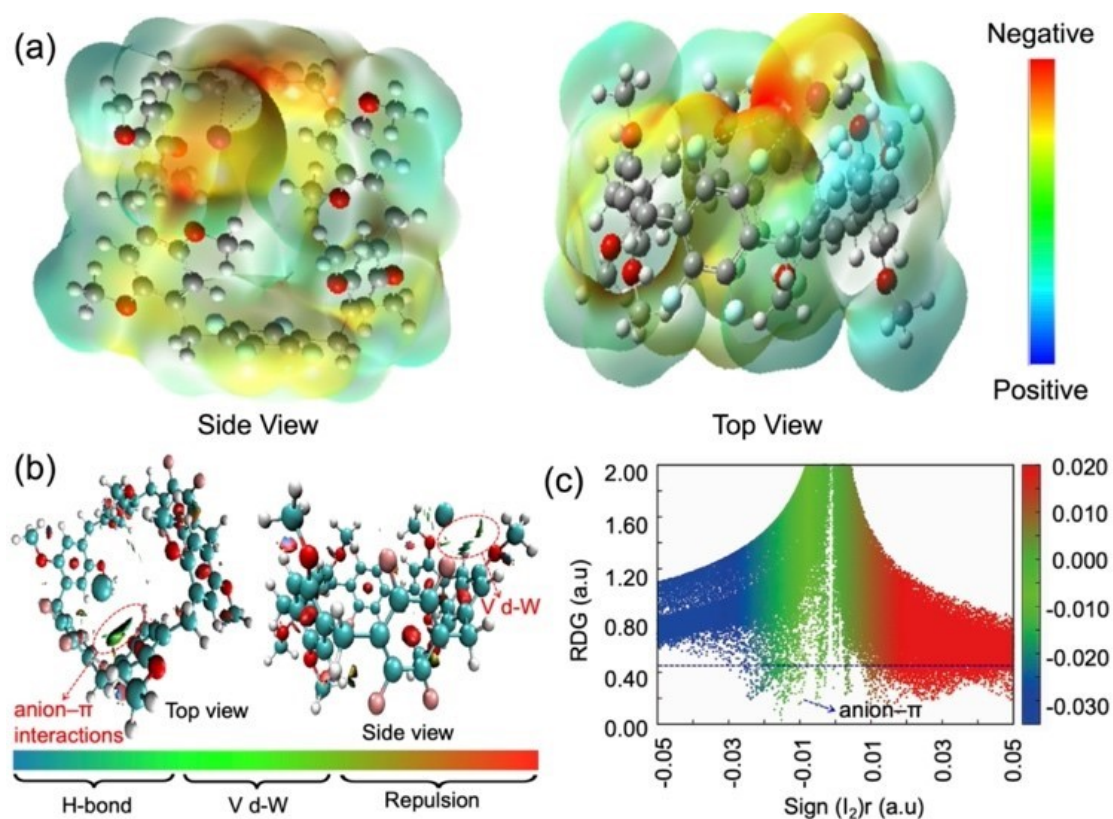 (a)
Negative
Positive
Side View
Top View
(b)
anion–π
interactions
Top view
V d-W
Side view
H-bond
V d-W
Repulsion
(c)
RDG (a.u)
2.00
1.60
1.20
0.80
0.40
0.00
anion–π
-0.05
-0.03
-0.01
0.01
0.03
0.05
Sign (I₂)r (a.u)
0.020
0.010
0.000
-0.010
-0.020
-0.030